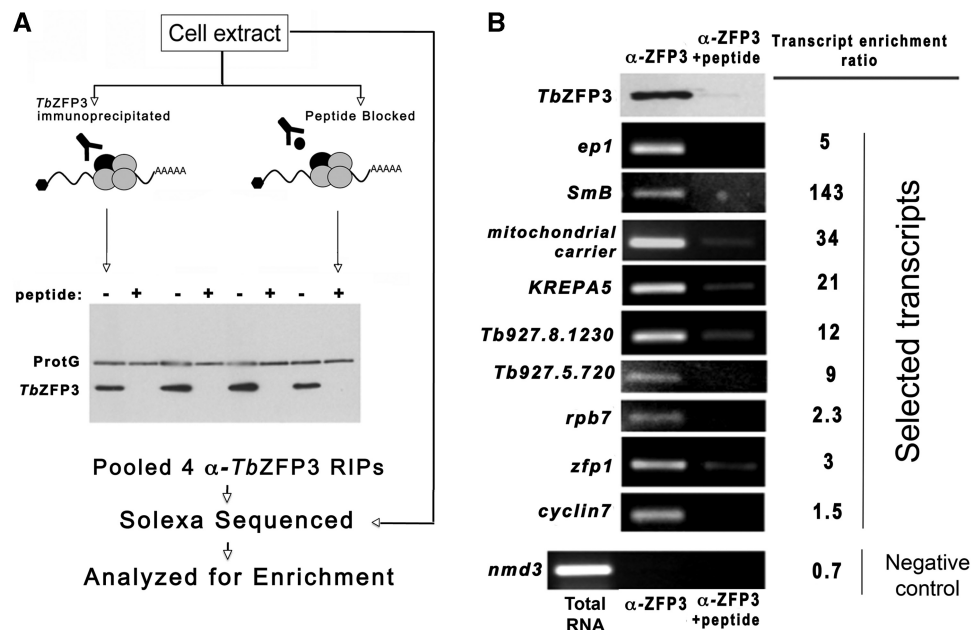 A
Cell extract
TbZFP3
immunoprecipitated
Peptide Blocked
AAAAA
AAAAA
peptide: - + - + - + - +
ProtG
TbZFP3
Pooled 4 α-TbZFP3 RIPs
Solexa Sequenced
Analyzed for Enrichment
B
α-ZFP3
α-ZFP3
+peptide
Transcript enrichment
ratio
TbZFP3
ep1 5
SmB 143
mitochondrial
carrier 34
KREPA5 21
Tb927.8.1230 12
Tb927.5.720 9
rpb7 2.3
zfp1 3
cyclin7 1.5
Selected transcripts
nmd3 0.7
Negative
control
Total
RNA
α-ZFP3
α-ZFP3
+peptide